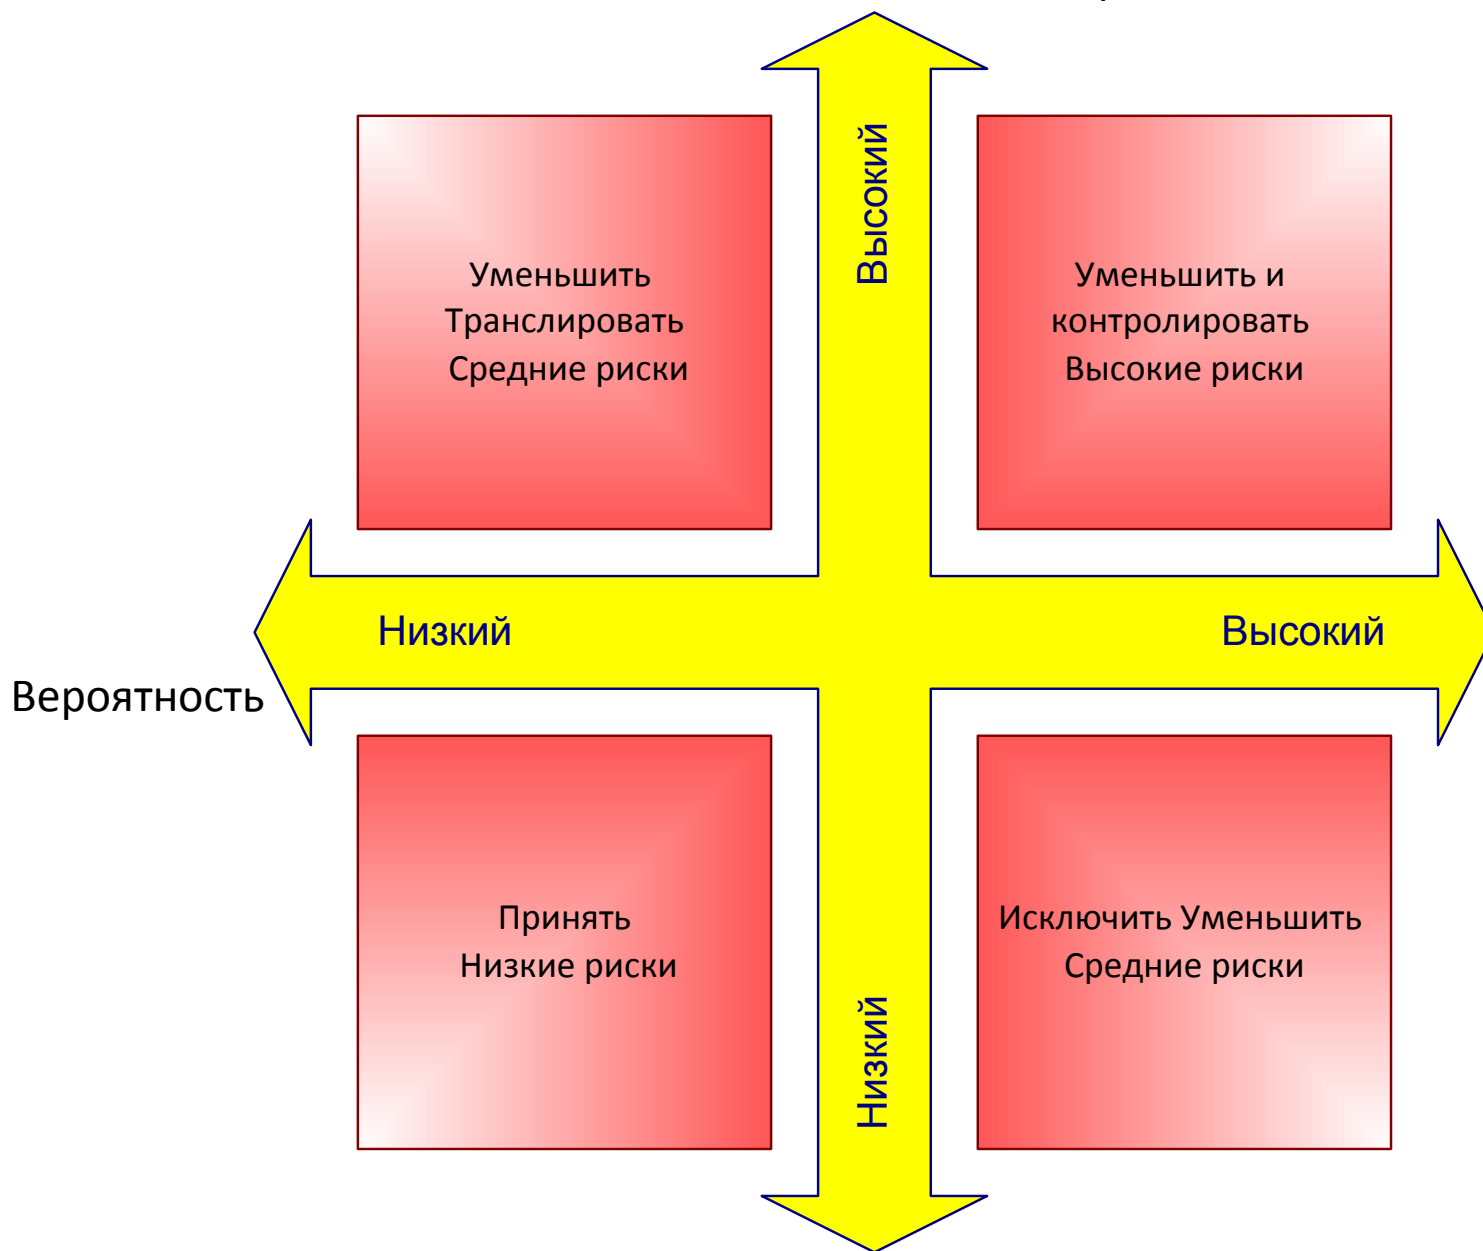 Высокий
Уменьшить
Транслировать
Средние риски
Уменьшить и
контролировать
Высокие риски
Низкий
Высокий
Вероятность
Принять
Низкие риски
Исключить Уменьшить
Средние риски
Низкий